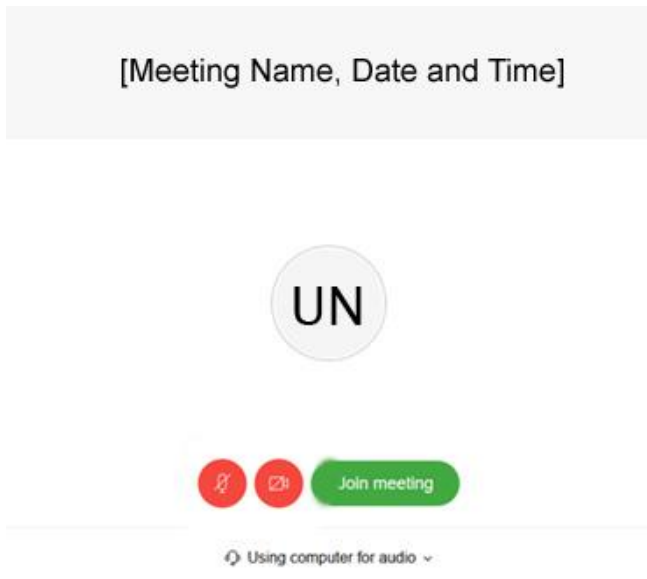 [Meeting Name, Date and Time]
UN
Join meeting
Using computer for audio